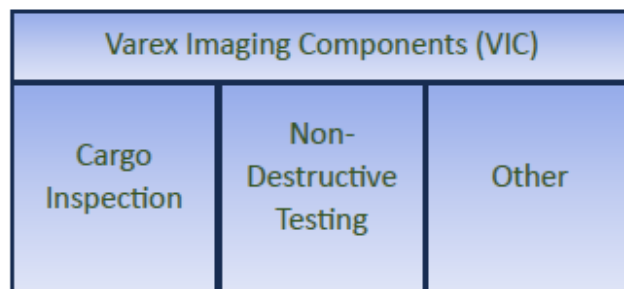 Varex Imaging Components (VIC)
Cargo
Inspection
Non-
Destructive
Testing
Other